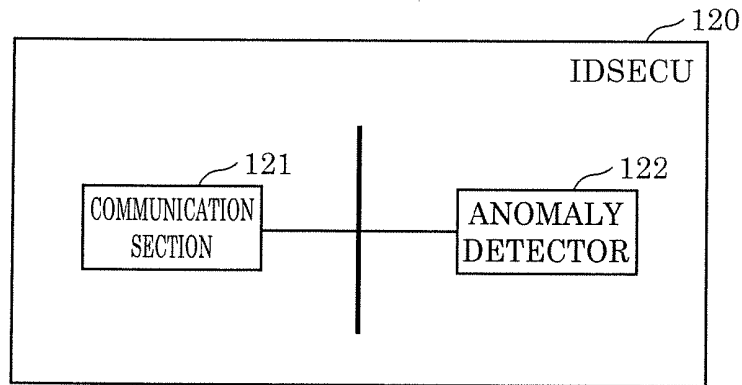 120
IDSECU
121
COMMUNICATION
SECTION
122
ANOMALY
DETECTOR